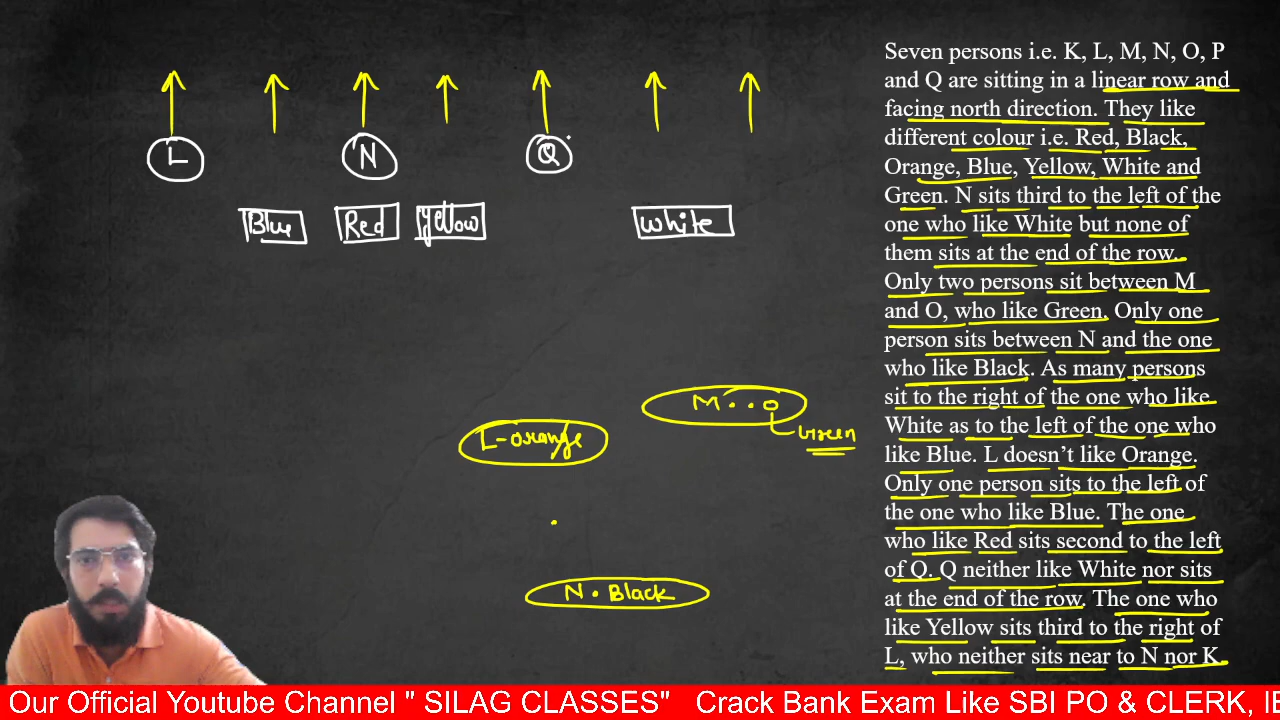 L N Q
Blue Red Yellow White
M . . O
Green
L-orange
N . Black
Seven persons i.e. K, L, M, N, O, P
and Q are sitting in a linear row and
facing north direction. They like
different colour i.e. Red, Black,
Orange, Blue, Yellow, White and
Green. N sits third to the left of the
one who like White but none of
them sits at the end of the row.
Only two persons sit between M
and O, who like Green. Only one
person sits between N and the one
who like Black. As many persons
sit to the right of the one who like
White as to the left of the one who
like Blue. L doesn’t like Orange.
Only one person sits to the left of
the one who like Blue. The one
who like Red sits second to the left
of Q. Q neither like White nor sits
at the end of the row. The one who
like Yellow sits third to the right of
L, who neither sits near to N nor K.
Our Official Youtube Channel " SILAG CLASSES" Crack Bank Exam Like SBI PO & CLERK, IE